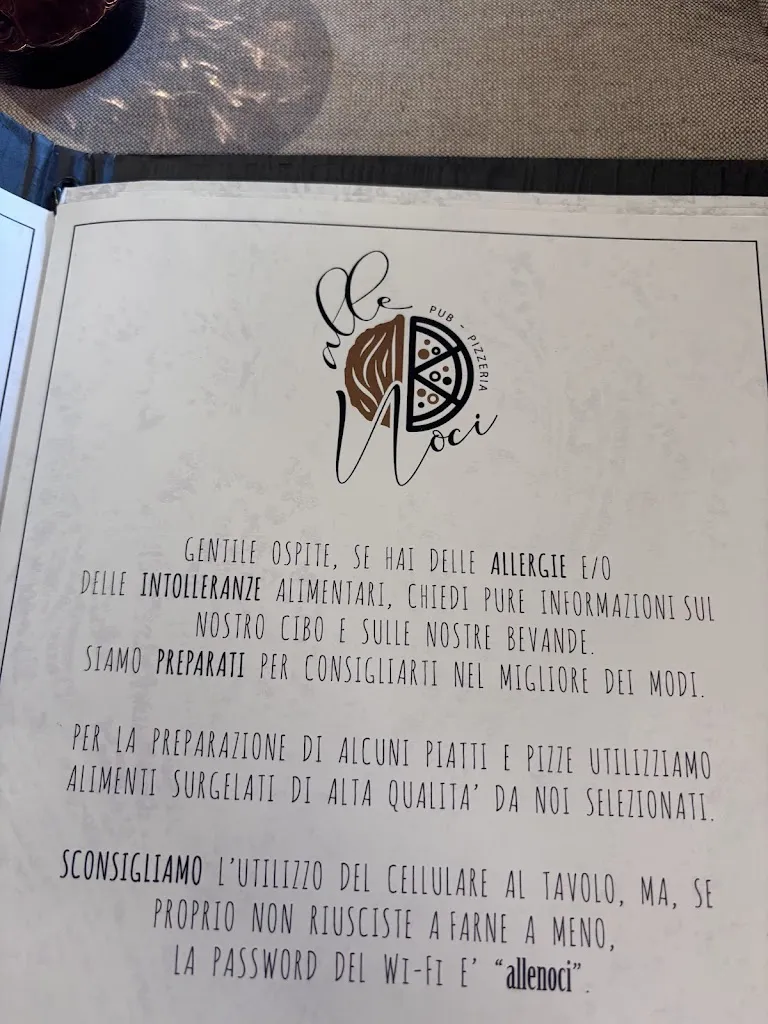 alle
PUB - PIZZERIA
Noci
GENTILE OSPITE, SE HAI DELLE ALLERGIE E/O
DELLE INTOLLERANZE ALIMENTARI, CHIEDI PURE INFORMAZIONI SUL
NOSTRO CIBO E SULLE NOSTRE BEVANDE.
SIAMO PREPARATI PER CONSIGLIARTI NEL MIGLIORE DEI MODI.
PER LA PREPARAZIONE DI ALCUNI PIATTI E PIZZE UTILIZZIAMO
ALIMENTI SURGELATI DI ALTA QUALITA' DA NOI SELEZIONATI.
SCONSIGLIAMO L'UTILIZZO DEL CELLULARE AL TAVOLO, MA, SE
PROPRIO NON RIUSCISTE A FARNE A MENO,
LA PASSWORD DEL WI-FI E' "allenoci".